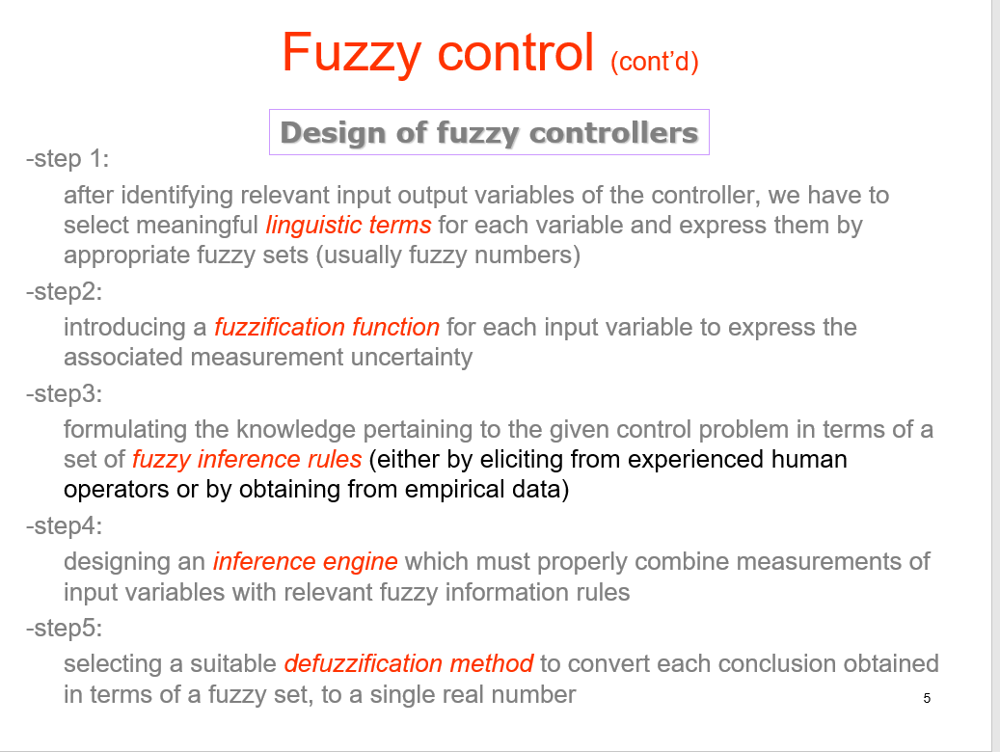 Fuzzy control (cont’d)
Design of fuzzy controllers
-step 1:
after identifying relevant input output variables of the controller, we have to
select meaningful linguistic terms for each variable and express them by
appropriate fuzzy sets (usually fuzzy numbers)
-step2:
introducing a fuzzification function for each input variable to express the
associated measurement uncertainty
-step3:
formulating the knowledge pertaining to the given control problem in terms of a
set of fuzzy inference rules (either by eliciting from experienced human
operators or by obtaining from empirical data)
-step4:
designing an inference engine which must properly combine measurements of
input variables with relevant fuzzy information rules
-step5:
selecting a suitable defuzzification method to convert each conclusion obtained
in terms of a fuzzy set, to a single real number
5